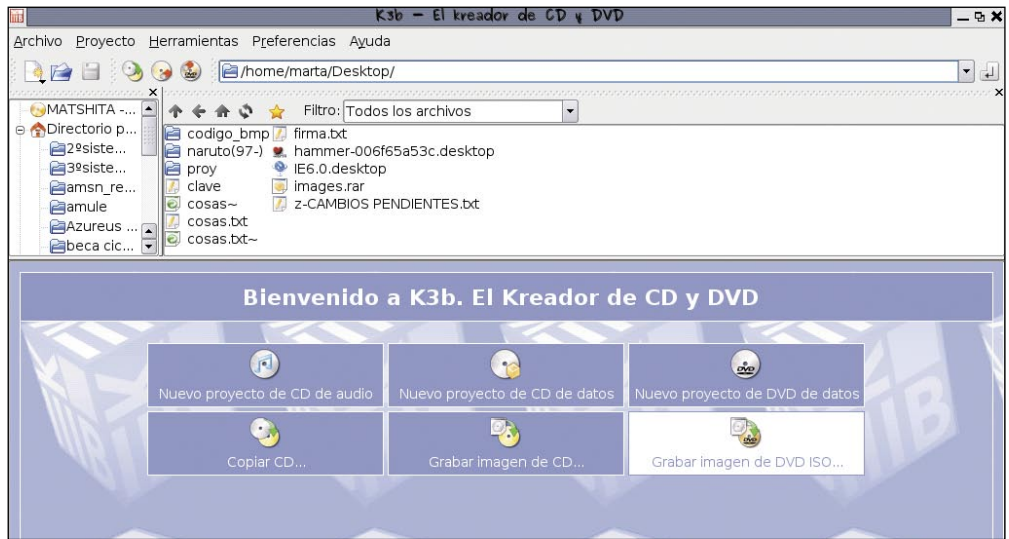 K3b – El kreador de CD y DVD
Archivo Proyecto Herramientas Preferencias Ayuda
/home/marta/Desktop/
MATSHITA -...
Directorio p...
2ºsiste...
3ºsiste...
amsn_re...
amule
Azureus ...
beca cic...
Filtro: Todos los archivos
codigo_bmp
naruto(97-)
proy
clave
cosas~
cosas.txt
cosas.txt~
firma.txt
hammer-006f65a53c.desktop
IE6.0.desktop
images.rar
z-CAMBIOS PENDIENTES.txt
Bienvenido a K3b. El Kreador de CD y DVD
Nuevo proyecto de CD de audio
Nuevo proyecto de CD de datos
Nuevo proyecto de DVD de datos
Copiar CD...
Grabar imagen de CD...
Grabar imagen de DVD ISO...